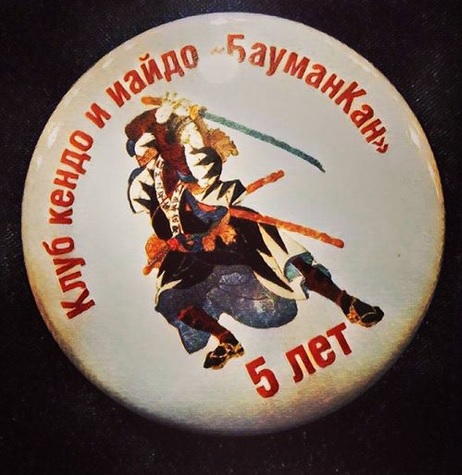 Клуб кендо и иайдо «БауманКан»
5 лет